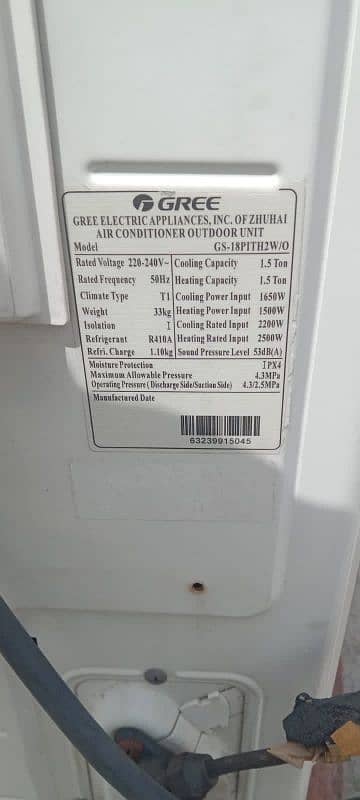 GREE
GREE ELECTRIC APPLIANCES, INC. OF ZHUHAI
AIR CONDITIONER OUTDOOR UNIT
Model GS-18PITH2W/O
Rated Voltage 220-240V~ Cooling Capacity 1.5 Ton
Rated Frequency 50Hz Heating Capacity 1.5 Ton
Climate Type T1 Cooling Power Input 1650W
Weight 33kg Heating Power Input 1500W
Isolation I Cooling Rated Input 2200W
Refrigerant R410A Heating Rated Input 2500W
Refri. Charge 1.10kg Sound Pressure Level 53dB(A)
Moisture Protection IPX4
Maximum Allowable Pressure 4.3MPa
Operating Pressure (Discharge Side/Suction Side) 4.3/2.5MPa
Manufactured Date
63239915045